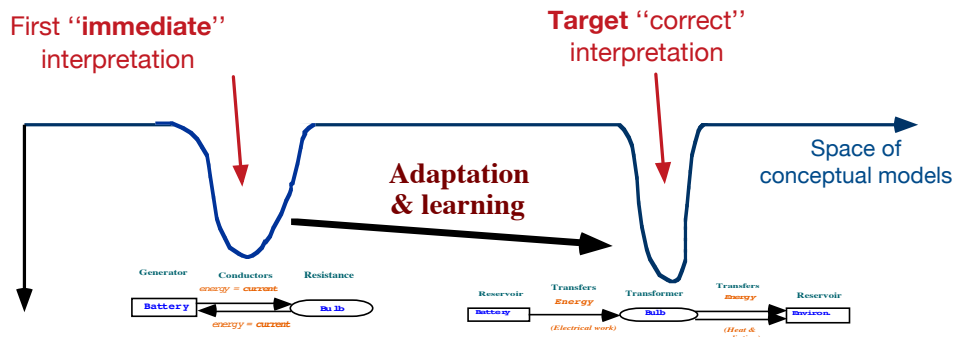 First ‘‘immediate’’
interpretation
Target ‘‘correct’’
interpretation
Space of
conceptual models
Adaptation
& learning
Generator Conductors Resistance
energy = current
Battery
Bulb
energy = current
Reservoir Transfers Transformer Transfers Reservoir
Energy Energy
Battery Bulb Environ.
(Electrical work) (Heat &